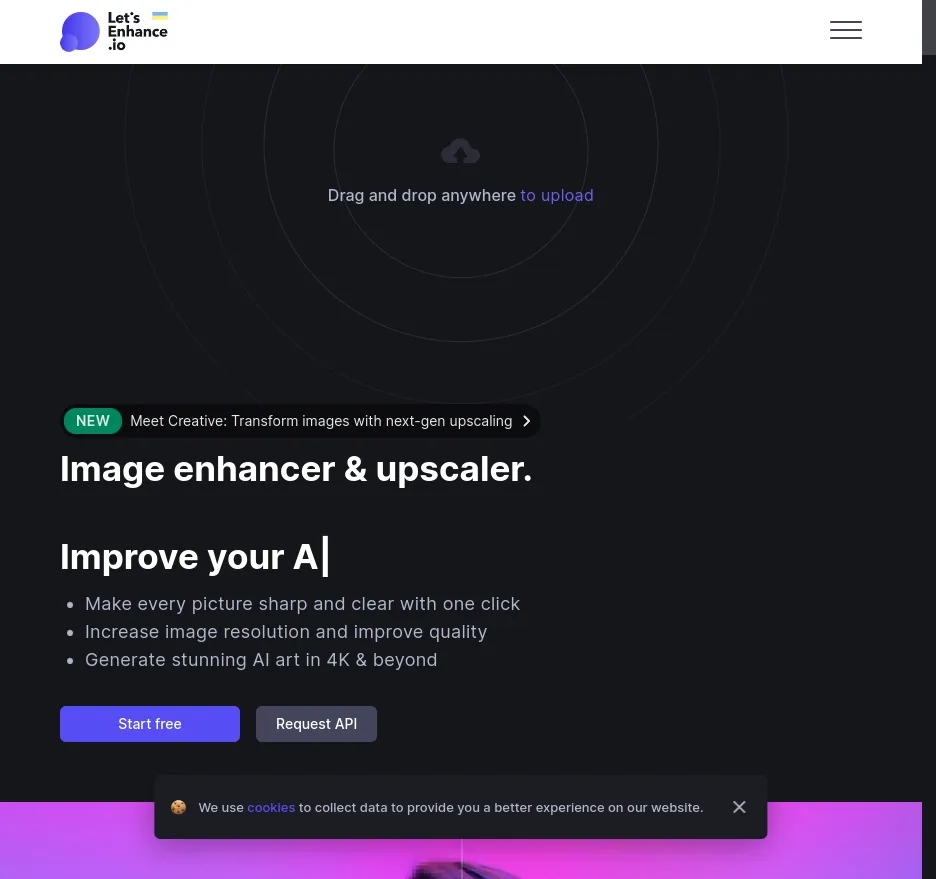 Let's
Enhance
.io
Drag and drop anywhere to upload
NEW Meet Creative: Transform images with next-gen upscaling
Image enhancer & upscaler.
Improve your A|
Make every picture sharp and clear with one click
Increase image resolution and improve quality
Generate stunning AI art in 4K & beyond
Start free Request API
We use cookies to collect data to provide you a better experience on our website.